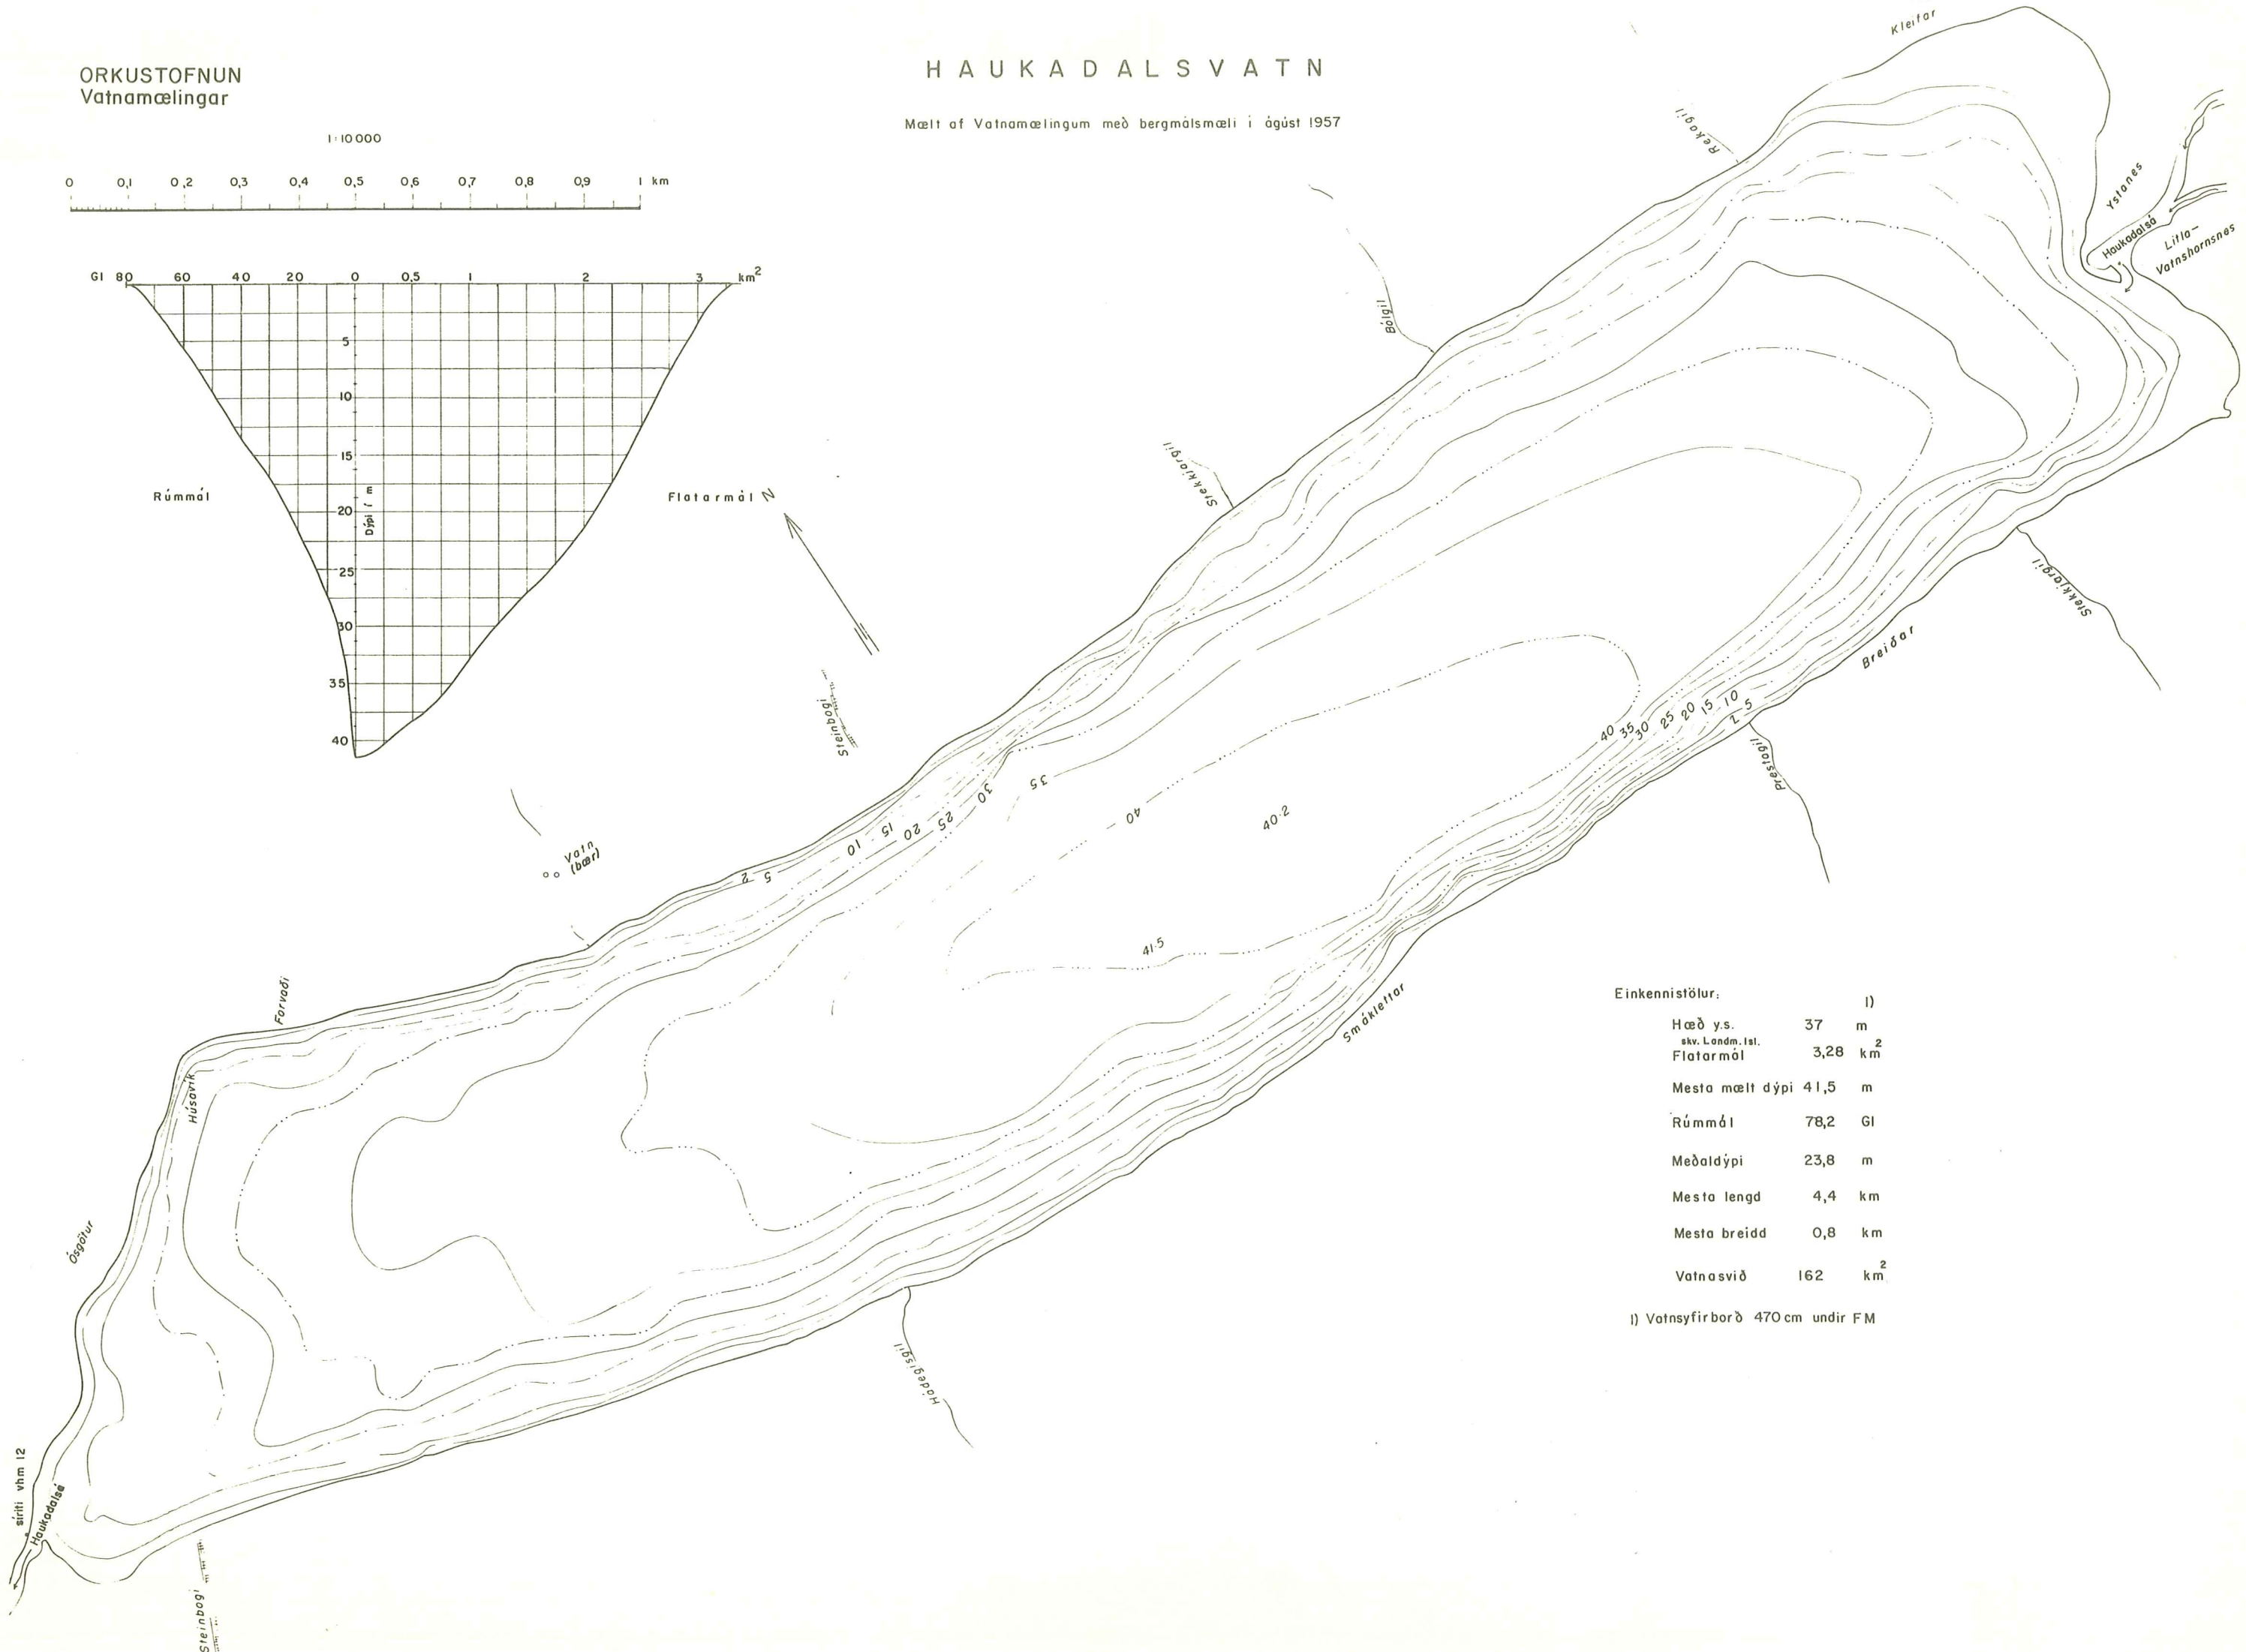 ORKUSTOFNUN
Vatnamælingar
HAUKADALSVATN
Mælt af Vatnamælingum með bergmálsmæli í ágúst 1957
1:10 000
0 0,1 0,2 0,3 0,4 0,5 0,6 0,7 0,8 0,9 1 km
Gl 80 60 40 20 0 0,5 1 2 3 km²
5
10
15
20
25
30
35
40
Dýpi í m
Rúmmál
Flatarmál
N
Kleifar
Rekagil
Ystanes
Haukadalsá
Litla-
Vatnshornsnes
Bólgil
Stekkjargil
Stekkjargil
Breiðar
Prestagil
Steinbogi
Vatn
(bær)
40 35 30 25 20 15 10 5 2
2 5 10 15 20 25 30 35 40
40.2
41.5
Smáklettar
Forvaði
Húsavík
Ósgötur
Hádegisgil
síriti vhm 12
Haukadalsá
Steinbogi
Einkennistölur:
1)
Hæð y.s. 37 m
skv. Landm. Ísl.
Flatarmál 3,28 km²
Mesta mælt dýpi 41,5 m
Rúmmál 78,2 Gl
Meðaldýpi 23,8 m
Mesta lengd 4,4 km
Mesta breidd 0,8 km
Vatnasvið 162 km²
1) Vatnsyfirborð 470 cm undir FM